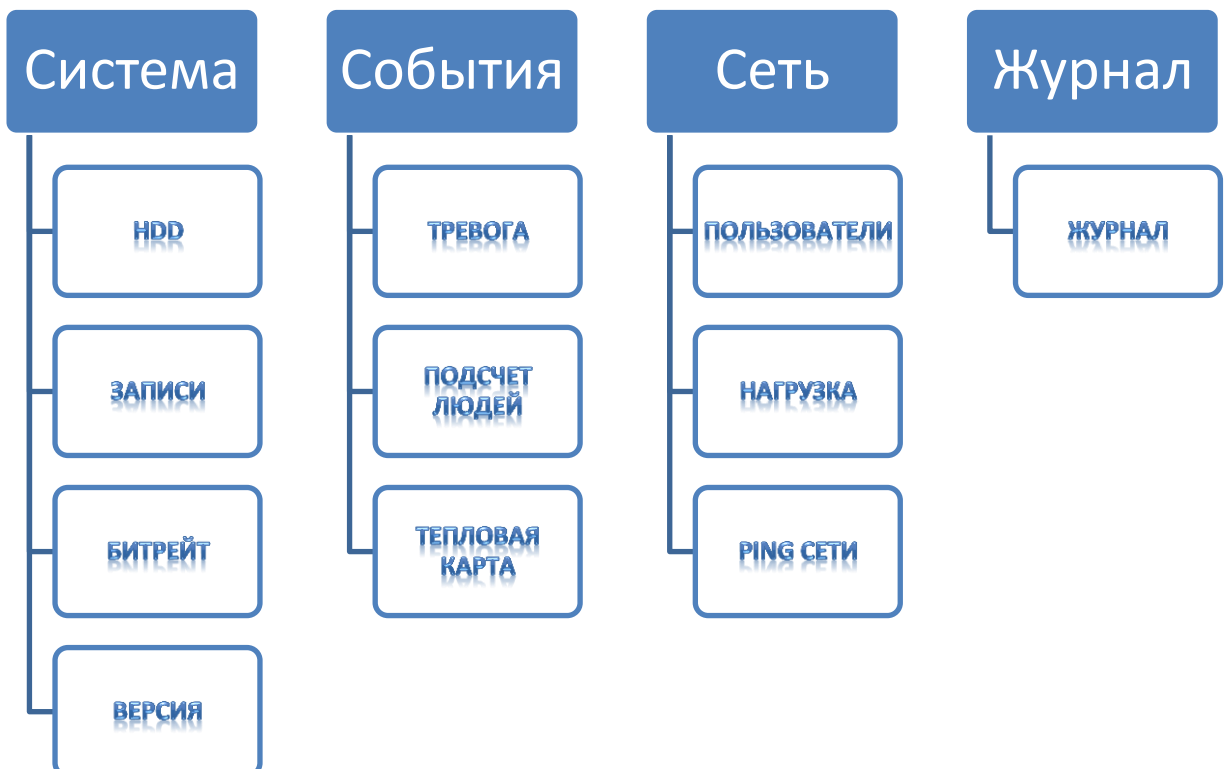 Система
HDD
ЗАПИСИ
БИТРЕЙТ
ВЕРСИЯ
События
ТРЕВОГА
ПОДСЧЕТ
ЛЮДЕЙ
ТЕПЛОВАЯ
КАРТА
Сеть
ПОЛЬЗОВАТЕЛИ
НАГРУЗКА
PING СЕТИ
Журнал
ЖУРНАЛ